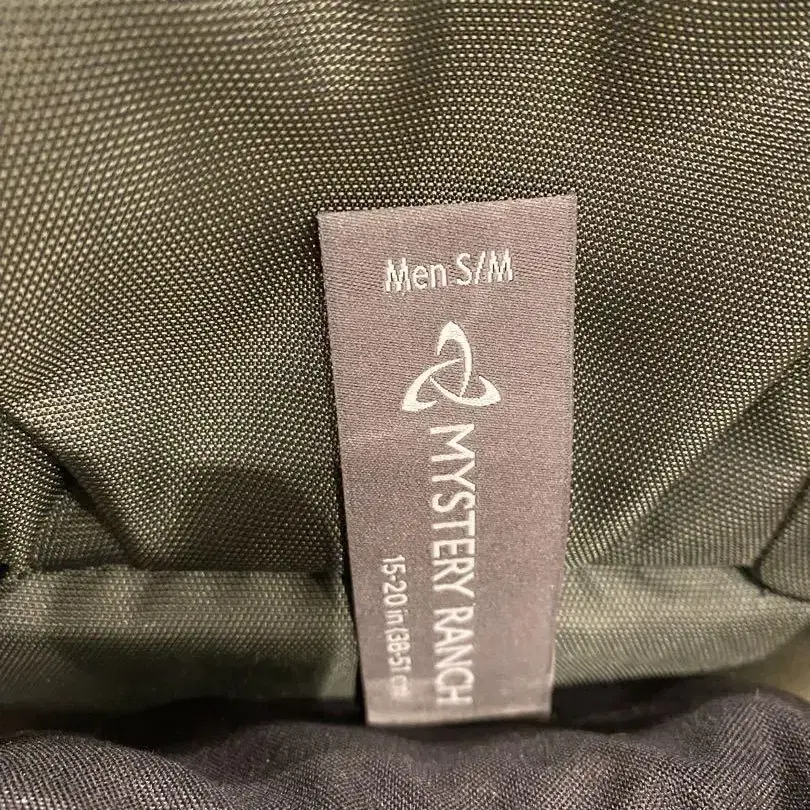 Men S/M
MYSTERY RANCH
15-20 in/38-51 cm